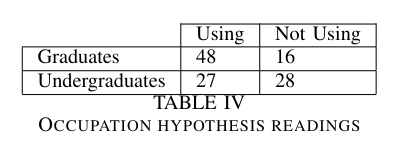 Using Not Using
Graduates 48 16
Undergraduates 27 28
TABLE IV
OCCUPATION HYPOTHESIS READINGS